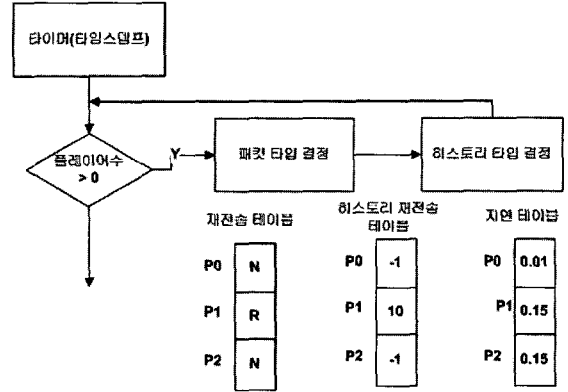 타이머(타임스탬프)
플레이어수
> 0
Y
패킷 타입 결정
히스토리 타입 결정
재전송 테이블
히스토리 재전송
테이블
지연 테이블
P0 N
P1 R
P2 N
P0 -1
P1 10
P2 -1
P0 0.01
P1 0.15
P2 0.15